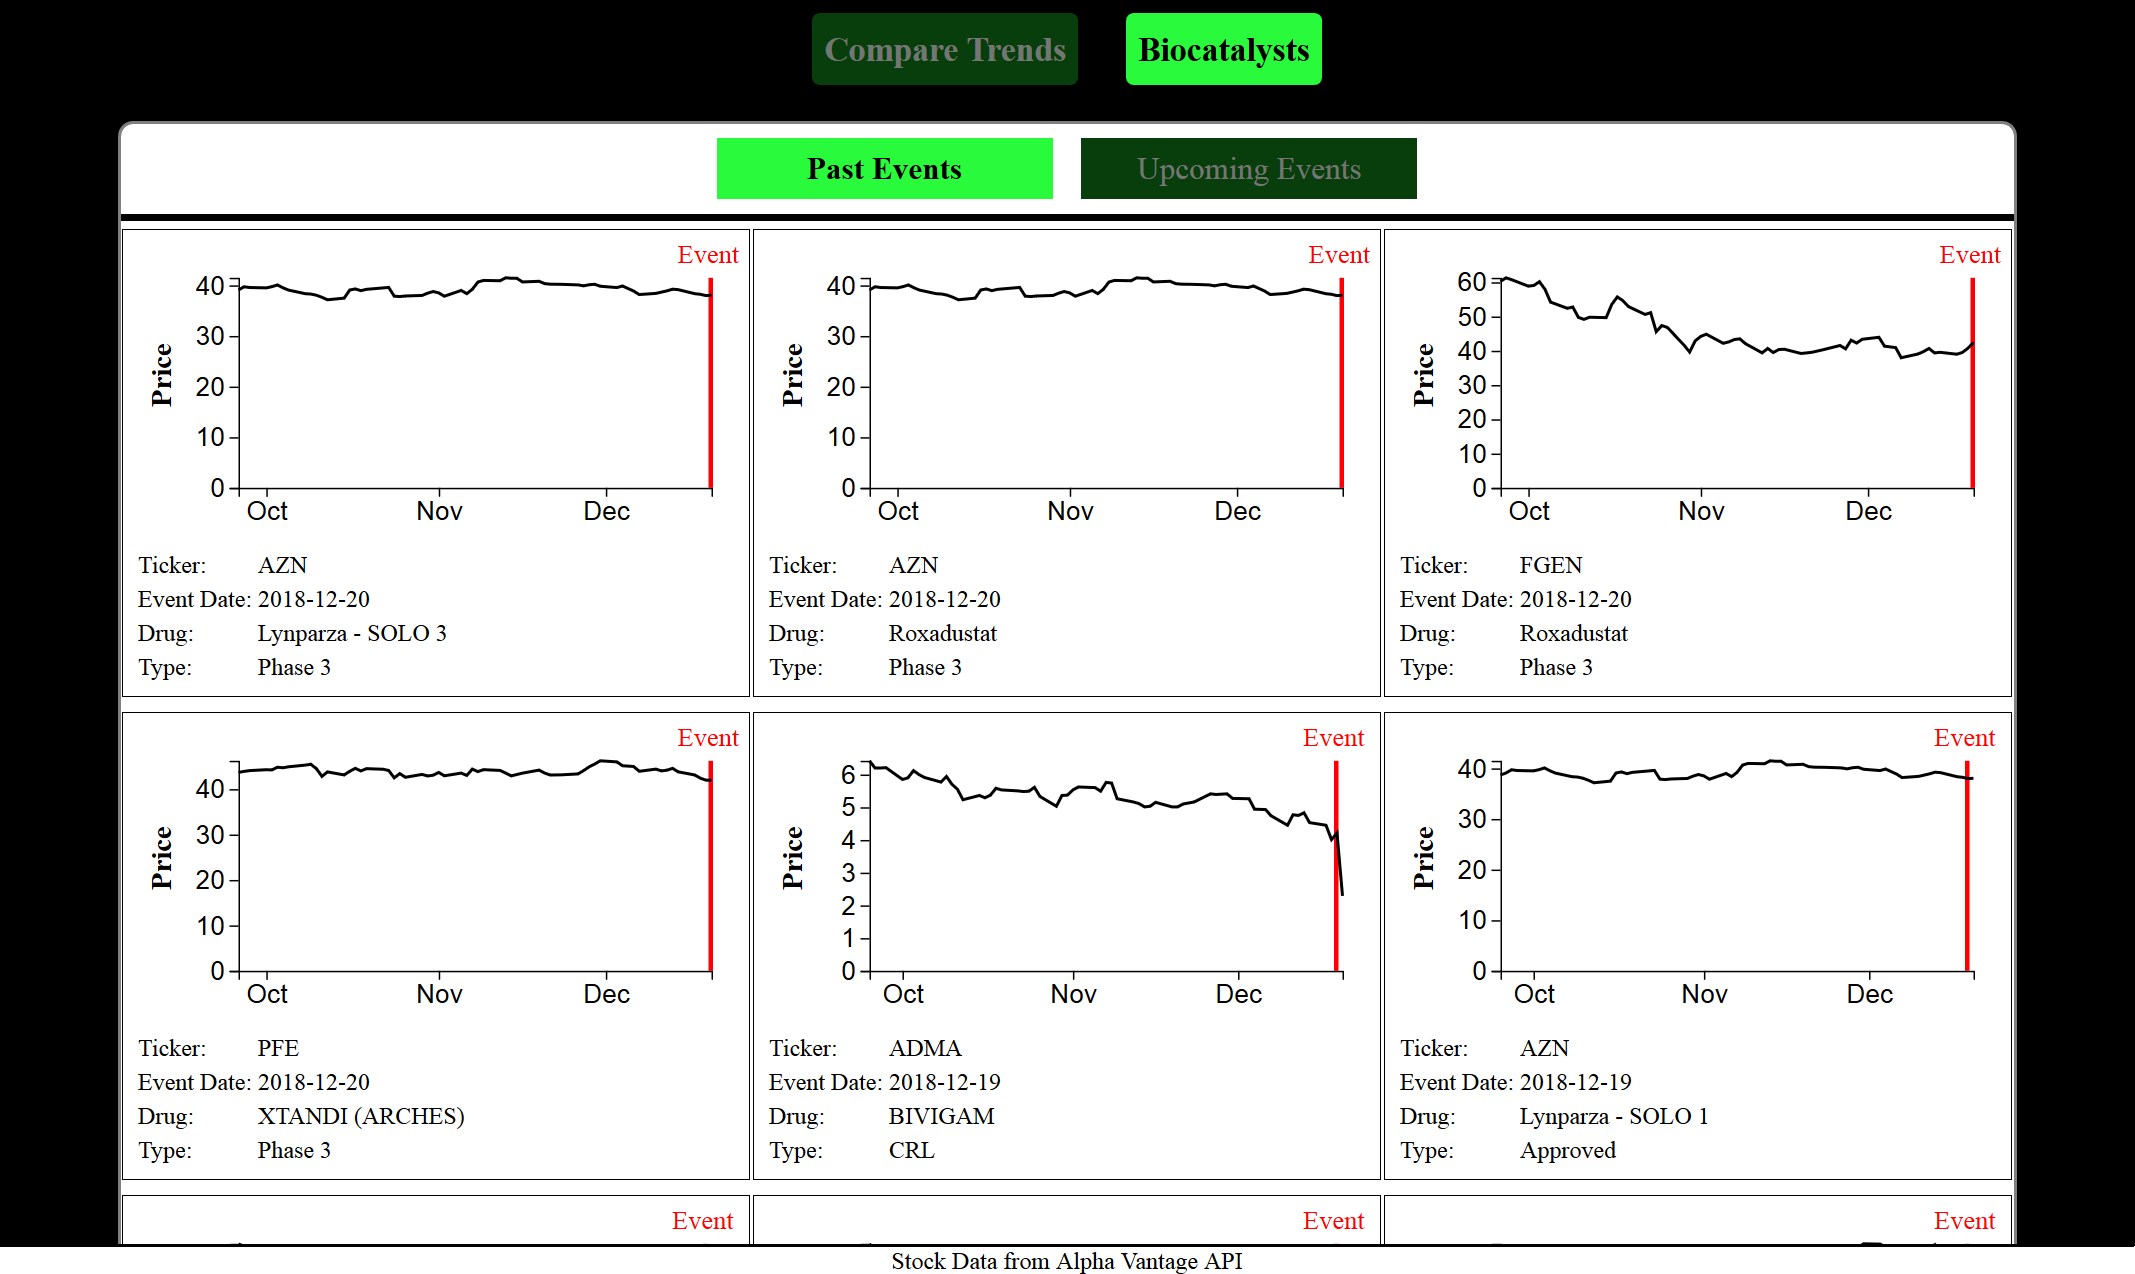 Compare Trends
Biocatalysts
Past Events
Upcoming Events
Event
40
30
20
10
0
Price
Oct Nov Dec
Ticker: AZN
Event Date: 2018-12-20
Drug: Lynparza - SOLO 3
Type: Phase 3
Event
40
30
20
10
0
Price
Oct Nov Dec
Ticker: AZN
Event Date: 2018-12-20
Drug: Roxadustat
Type: Phase 3
Event
60
50
40
30
20
10
0
Price
Oct Nov Dec
Ticker: FGEN
Event Date: 2018-12-20
Drug: Roxadustat
Type: Phase 3
Event
40
30
20
10
0
Price
Oct Nov Dec
Ticker: PFE
Event Date: 2018-12-20
Drug: XTANDI (ARCHES)
Type: Phase 3
Event
6
5
4
3
2
1
0
Price
Oct Nov Dec
Ticker: ADMA
Event Date: 2018-12-19
Drug: BIVIGAM
Type: CRL
Event
40
30
20
10
0
Price
Oct Nov Dec
Ticker: AZN
Event Date: 2018-12-19
Drug: Lynparza - SOLO 1
Type: Approved
Event
Event
Event
Stock Data from Alpha Vantage API